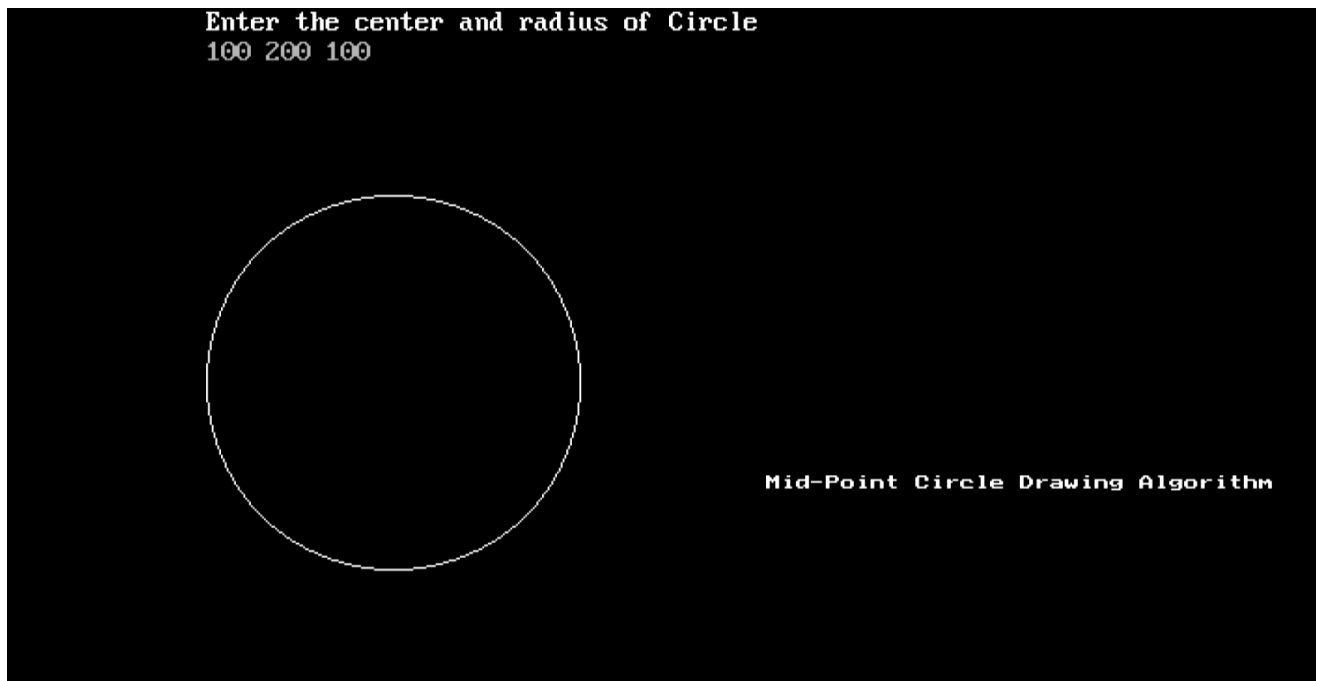 Enter the center and radius of Circle
100 200 100
Mid-Point Circle Drawing Algorithm